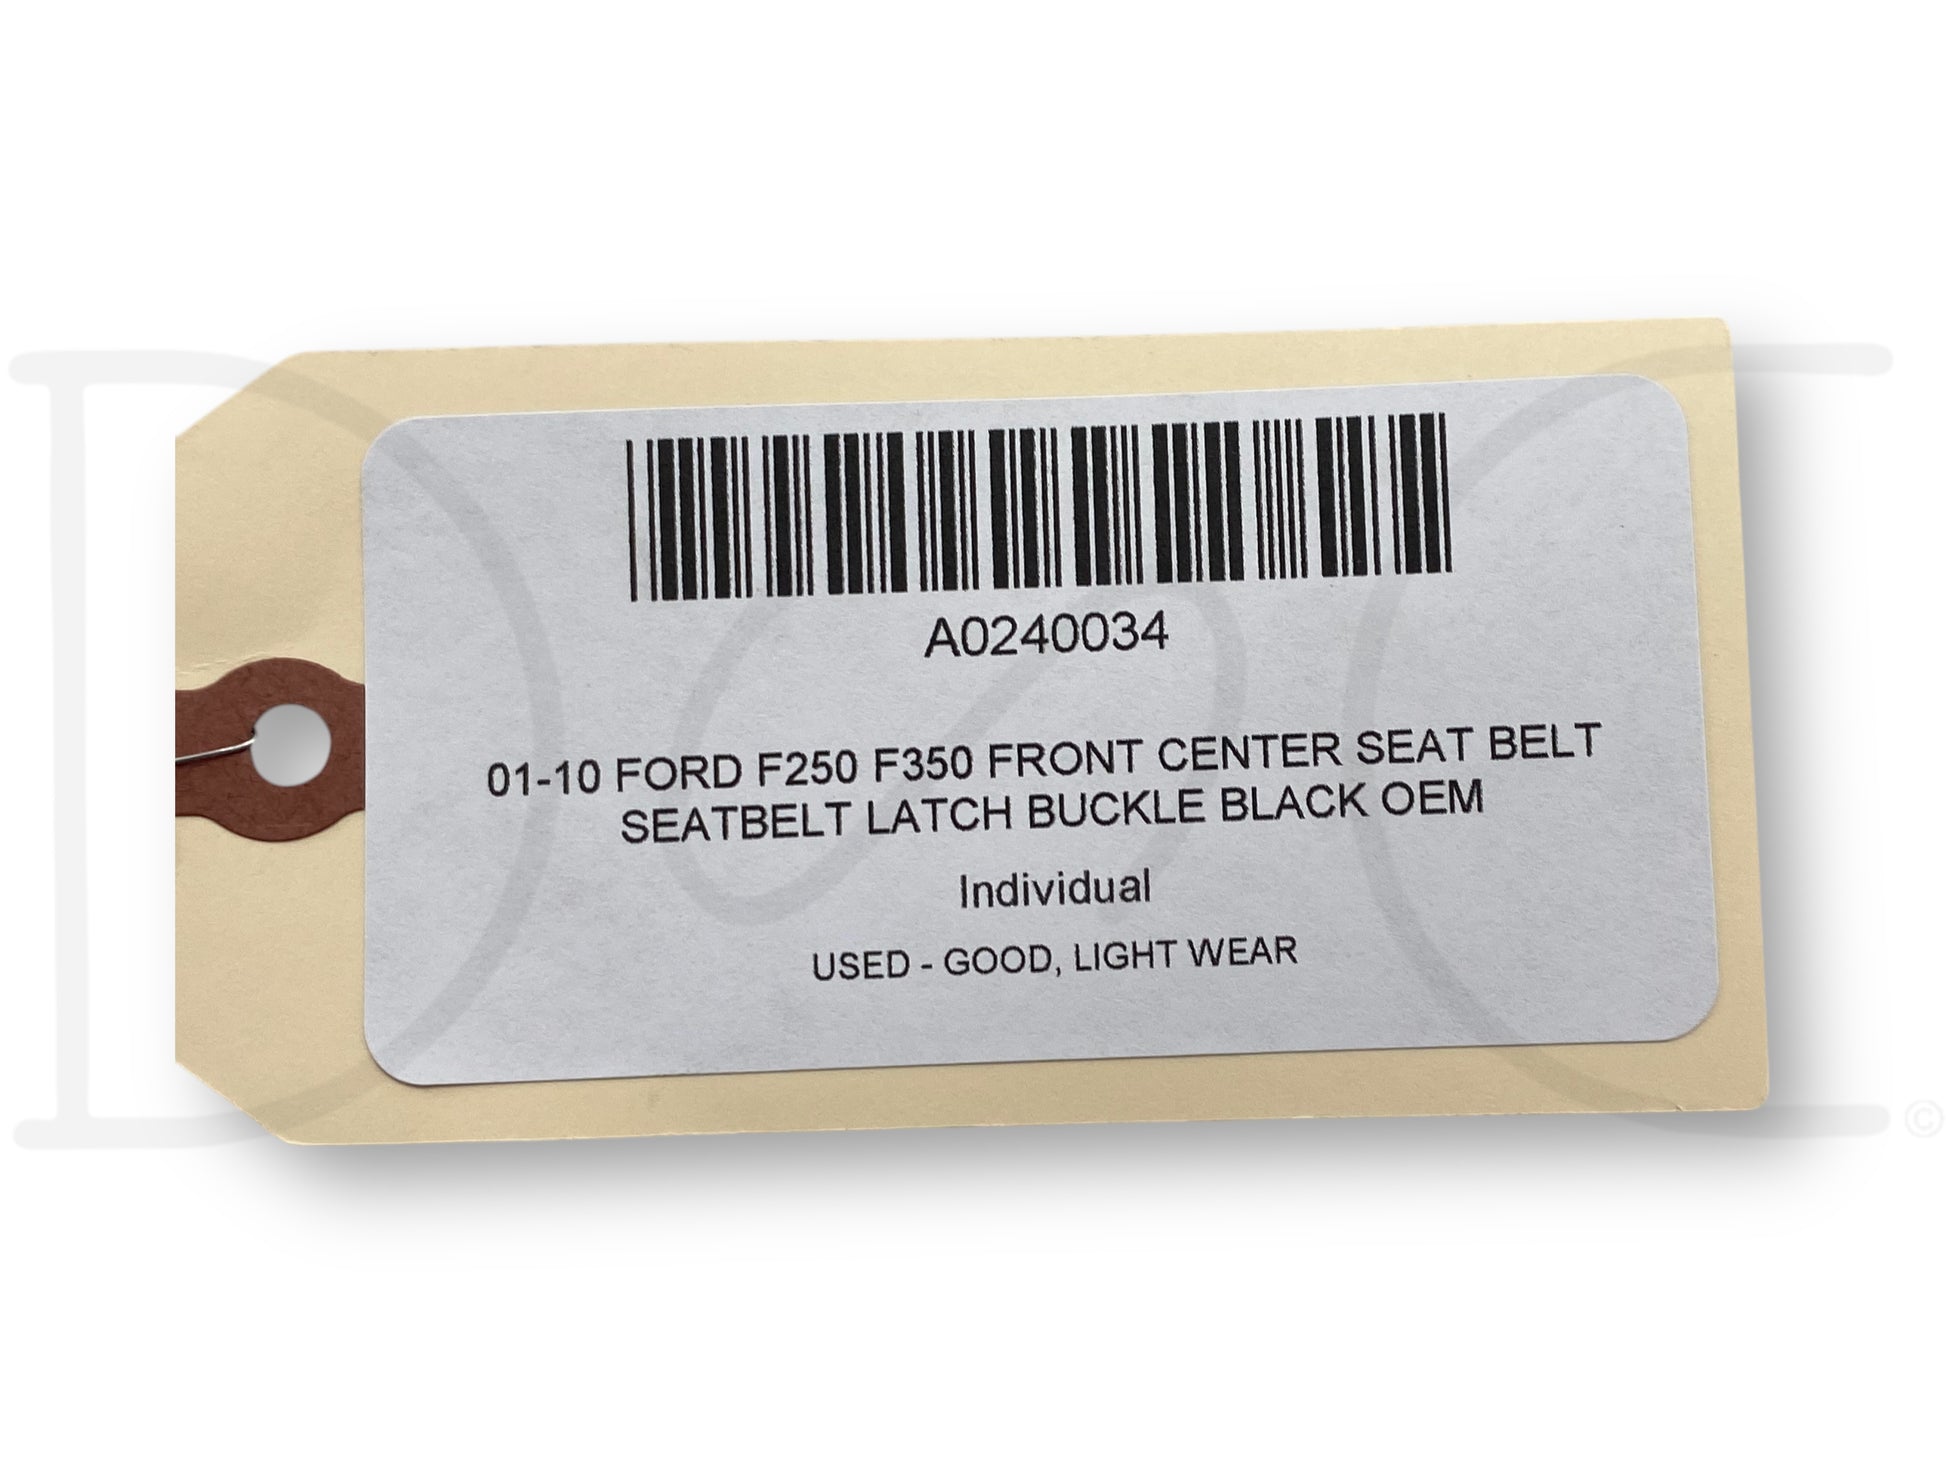 A0240034
01-10 FORD F250 F350 FRONT CENTER SEAT BELT
SEATBELT LATCH BUCKLE BLACK OEM
Individual
USED - GOOD, LIGHT WEAR
©